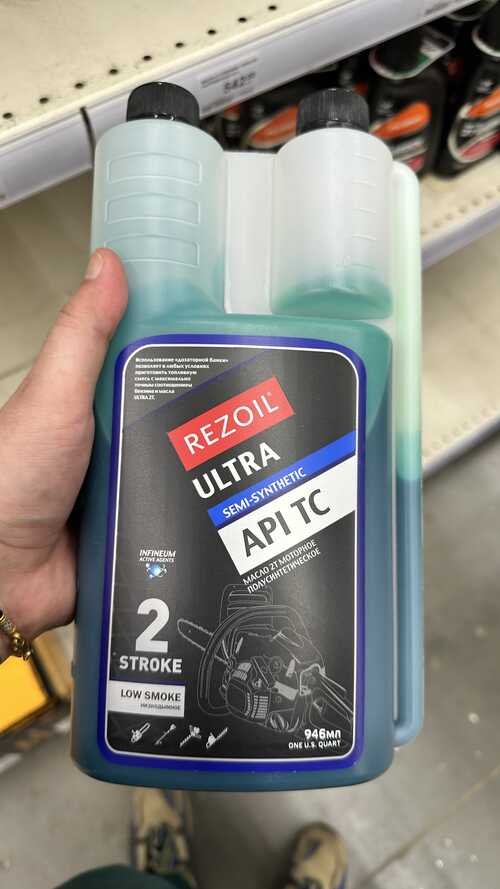 Использование «дозаторной банки»
позволяет в любых условиях
приготовить топливную
смесь с максимально
точным соотношением
бензина и масла
ULTRA 2T.
REZOIL®
ULTRA
SEMI-SYNTHETIC
API TC
МАСЛО 2Т МОТОРНОЕ
ПОЛУСИНТЕТИЧЕСКОЕ
INFINEUM
ACTIVE AGENTS
2
STROKE
LOW SMOKE
НИЗКОДЫМНОЕ
946МЛ
ONE U.S. QUART